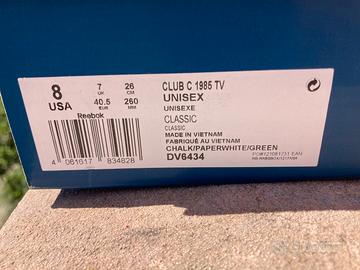 8
USA
7
UK
26
CM
40.5
EUR
260
MM
Reebok
4 061617 834828
CLUB C 1985 TV
UNISEX
UNISEXE
CLASSIC
CLASSIC
MADE IN VIETNAM
FABRIQUÉ AU VIETNAM
CHALK/PAPERWHITE/GREEN
DV6434